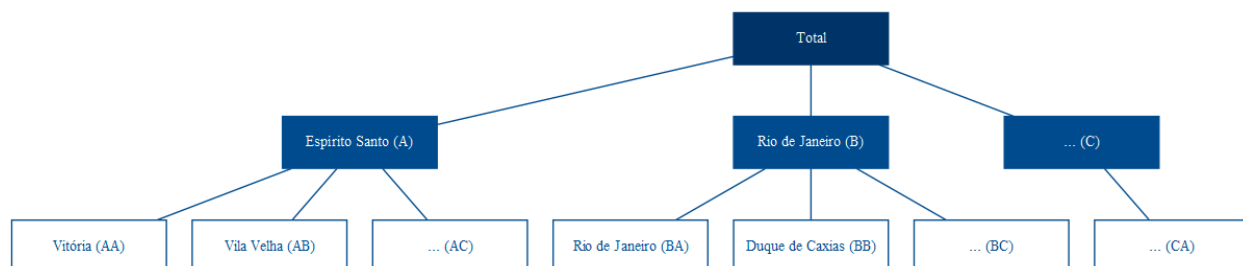 Total
Espírito Santo (A)
Rio de Janeiro (B)
... (C)
Vitória (AA)
Vila Velha (AB)
... (AC)
Rio de Janeiro (BA)
Duque de Caxias (BB)
... (BC)
... (CA)